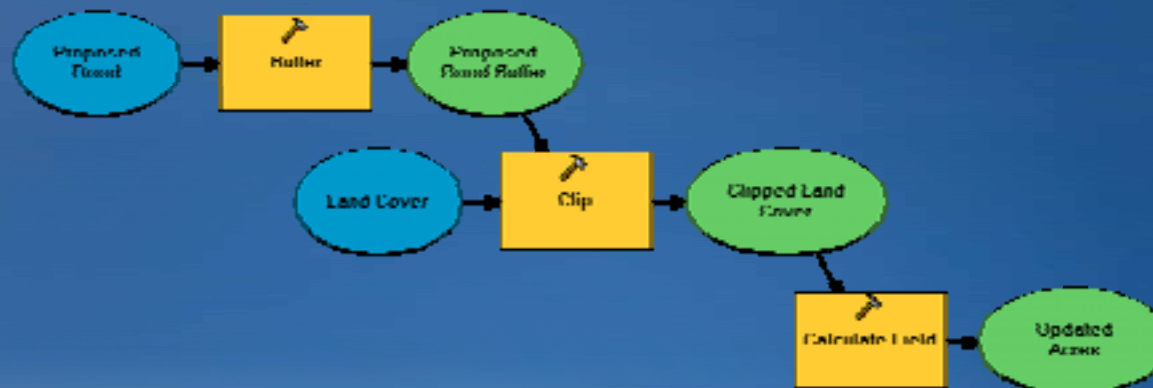 Proposed
Road
Buffer
Proposed
Road Buffer
Land Cover
Clip
Clipped Land
Cover
Calculate Field
Updated
Acres